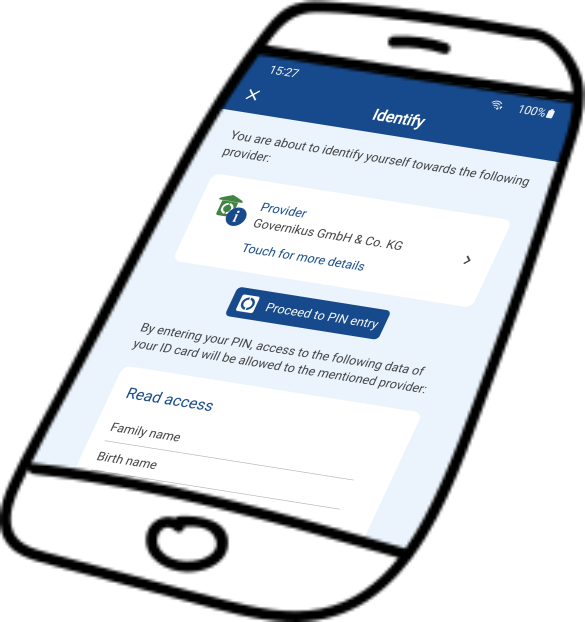 15:27
100%
Identify
You are about to identify yourself towards the following
provider:
Provider
Governikus GmbH & Co. KG
Touch for more details
Proceed to PIN entry
By entering your PIN, access to the following data of
your ID card will be allowed to the mentioned provider:
Read access
Family name
Birth name